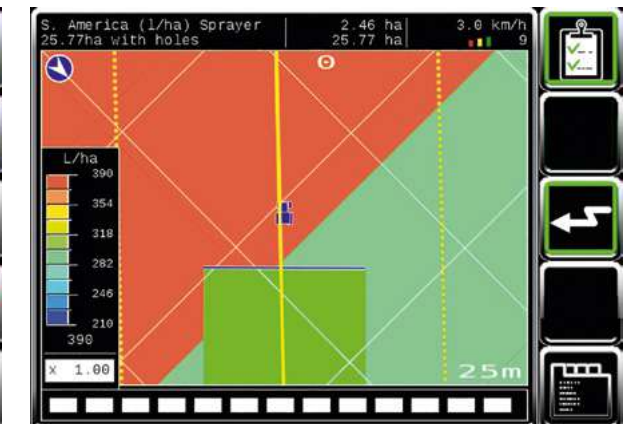 S. America (l/ha) Sprayer
2.46 ha
3.0 km/h
25.77ha with holes
25.77 ha
9
L/ha
390
354
318
282
246
210
390
x 1.00
25m